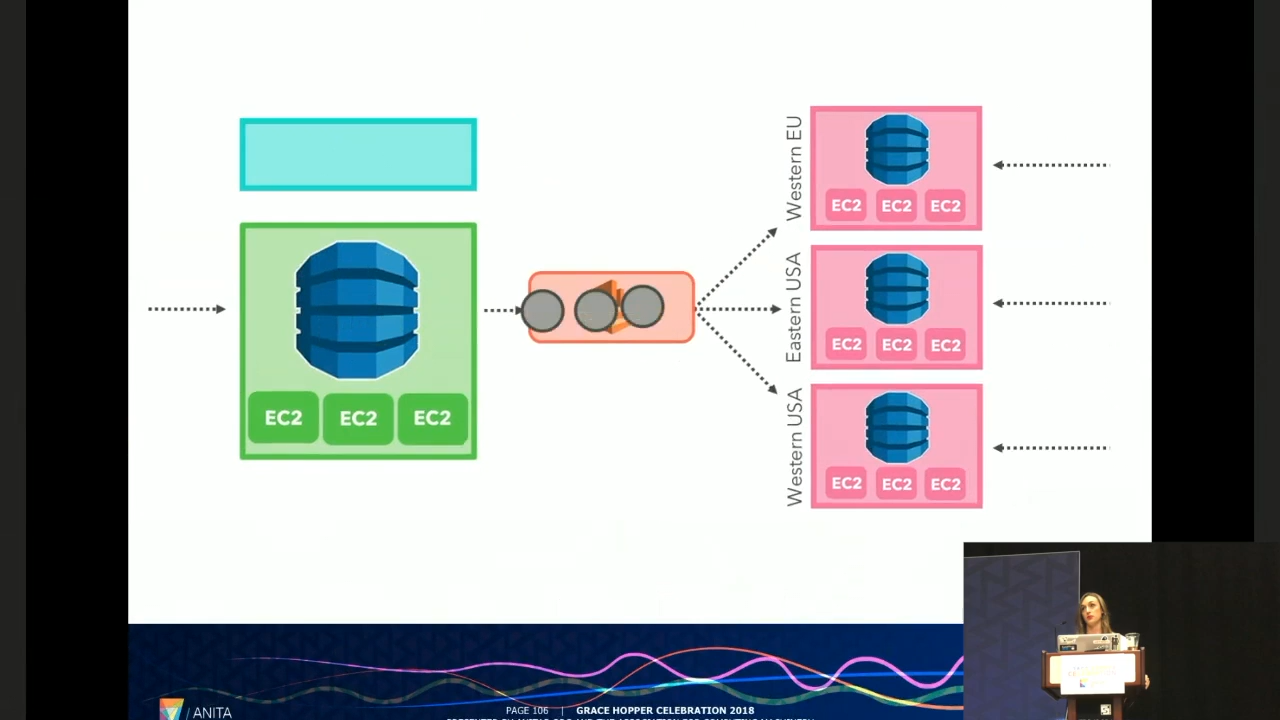 Western EU
EC2 EC2 EC2
Eastern USA
EC2 EC2 EC2
Western USA
EC2 EC2 EC2
EC2 EC2 EC2
/ ANITA
PAGE 106 | GRACE HOPPER CELEBRATION 2018